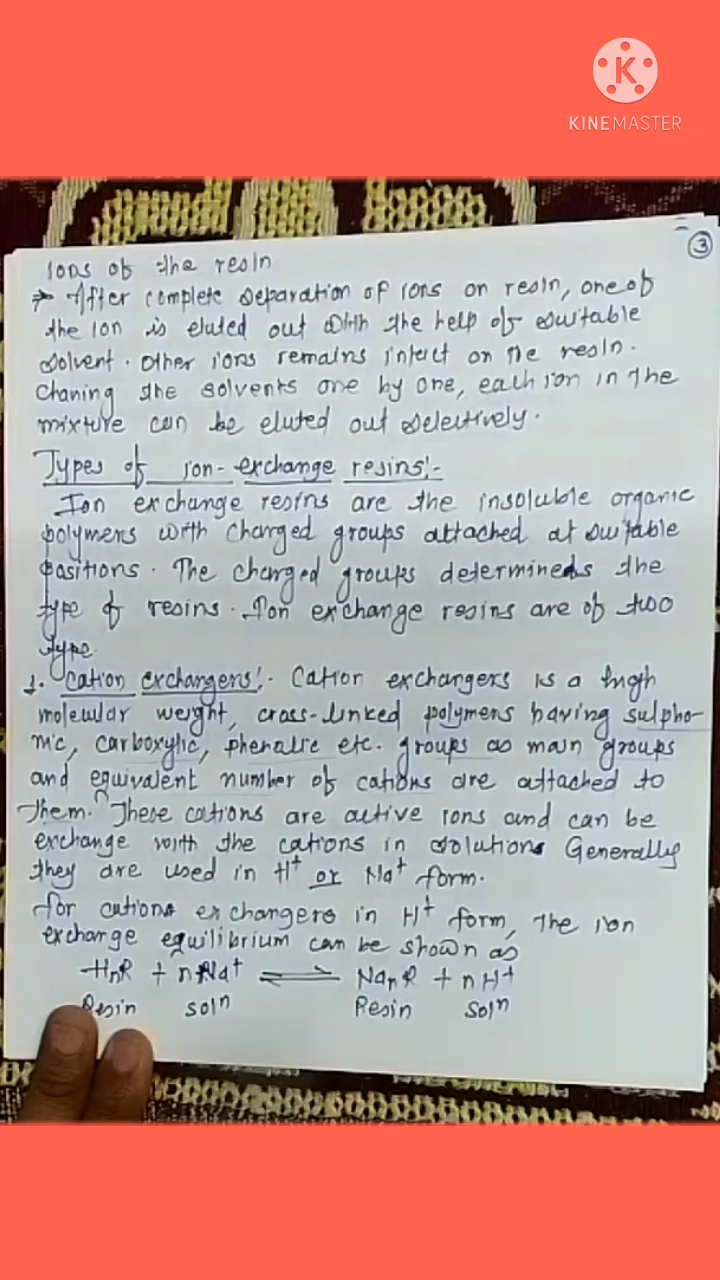 KINEMASTER
3
Ions of the resin
→ After complete separation of ions on resin, one of
the ion is eluted out with the help of suitable
solvent. Other ions remains intact on the resin.
Chaning the solvents one by one, each ion in the
mixture can be eluted out selectively.
Types of ion-exchange resins:-
Ion exchange resins are the insoluble organic
polymers with charged groups attached at suitable
positions. The charged groups determineds the
type of resins. Ion exchange resins are of two
type.
1. Cation exchangers:- Cation exchangers is a high
molecular weight, cross-linked polymers having sulpho-
nic, carboxylic, phenolic etc. groups as main groups
and equivalent number of cations are attached to
them. These cations are active ions and can be
exchange with the cations in solutions Generally
they are used in H⁺ or Na⁺ form.
for cations exchangers in H⁺ form, the ion
exchange equilibrium can be shown as
HnR + nNa⁺ ⇌ NanR + nH⁺
Resin solⁿ Resin solⁿ